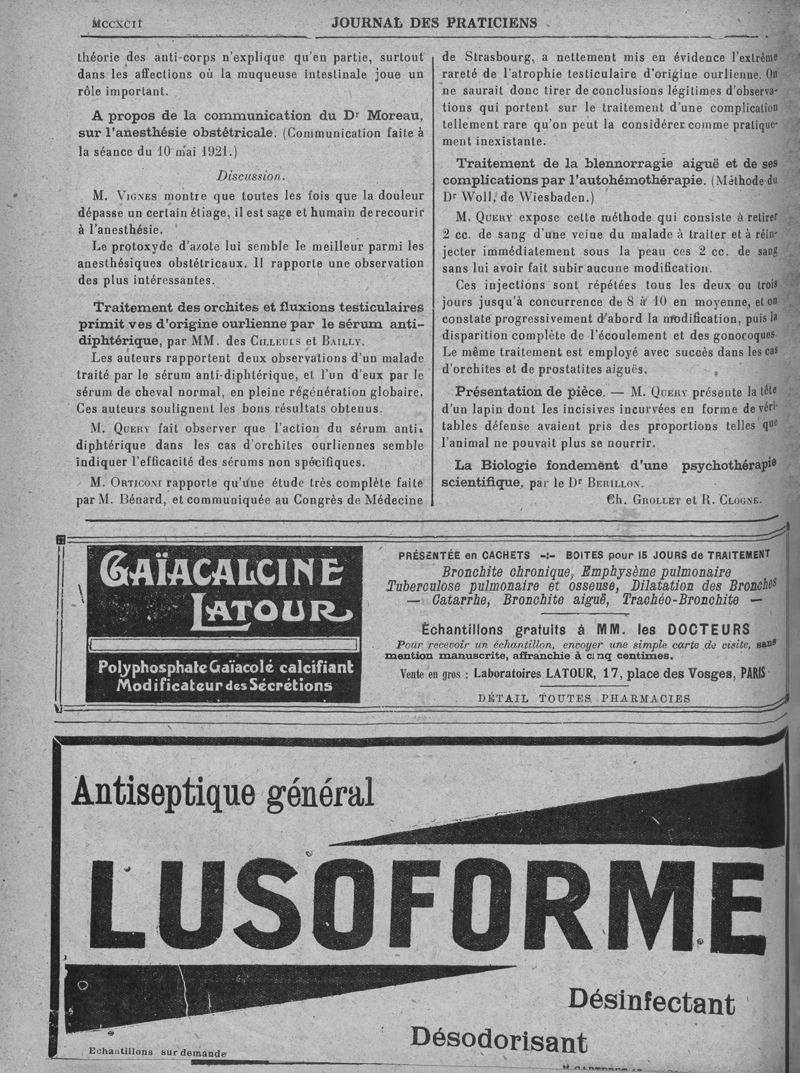 MCCXCII
JOURNAL DES PRATICIENS
théorie des anti-corps n'explique qu'en partie, surtout
dans les affections où la muqueuse intestinale joue un
rôle important.
A propos de la communication du Dr Moreau,
sur l'anesthésie obstétricale. (Communication faite à
la séance du 10 mai 1921.)
Discussion.
M. VIGNES montre que toutes les fois que la douleur
dépasse un certain étiage, il est sage et humain de recourir
à l'anesthésie.
Le protoxyde d'azote lui semble le meilleur parmi les
anesthésiques obstétricaux. Il rapporte une observation
des plus intéressantes.
Traitement des orchites et fluxions testiculaires
primit ves d'origine ourlienne par le sérum anti-
diphtérique, par MM. des CILLEULS et BAILLY.
Les auteurs rapportent deux observations d'un malade
traité par le sérum anti-diphtérique, et l'un d'eux par le
sérum de cheval normal, en pleine régénération globaire.
Ces auteurs soulignent les bons résultats obtenus.
M. QUERY fait observer que l'action du sérum anti-
diphtérique dans les cas d'orchites ourliennes semble
indiquer l'efficacité des sérums non spécifiques.
M. ORTICONI rapporte qu'une étude très complète faite
par M. Bénard, et communiquée au Congrès de Médecine
de Strasbourg, a nettement mis en évidence l'extrême
rareté de l'atrophie testiculaire d'origine ourlienne. On
ne saurait donc tirer de conclusions légitimes d'observa-
tions qui portent sur le traitement d'une complication
tellement rare qu'on peut la considérer comme pratique-
ment inexistante.
Traitement de la blennorragie aiguë et de ses
complications par l'autohémothérapie. (Méthode du
Dr Woll, de Wiesbaden.)
M. QUERY expose cette méthode qui consiste à retirer
2 cc. de sang d'une veine du malade à traiter et à réin-
jecter immédiatement sous la peau ces 2 cc. de sang
sans lui avoir fait subir aucune modification.
Ces injections sont répétées tous les deux ou trois
jours jusqu'à concurrence de 8 à 10 en moyenne, et on
constate progressivement d'abord la modification, puis la
disparition complète de l'écoulement et des gonocoques.
Le même traitement est employé avec succès dans les cas
d'orchites et de prostatites aiguës.
Présentation de pièce. — M. QUERY présente la tête
d'un lapin dont les incisives incurvées en forme de véri-
tables défense avaient pris des proportions telles que
l'animal ne pouvait plus se nourrir.
La Biologie fondement d'une psychothérapie
scientifique, par le Dr BERILLON.
Ch. GROLLET et R. CLOGNE.
GAÏACALCINE
LATOUR
Polyphosphate Gaïacolé calcifiant
Modificateur des Sécrétions
PRÉSENTÉE en CACHETS -:- BOITES pour 15 JOURS de TRAITEMENT
Bronchite chronique, Emphysème pulmonaire
Tuberculose pulmonaire et osseuse, Dilatation des Bronches
— Catarrhe, Bronchite aiguë, Trachéo-Bronchite —
Échantillons gratuits à MM. les DOCTEURS
Pour recevoir un échantillon, envoyer une simple carte de visite, sans
mention manuscrite, affranchie à cinq centimes.
Vente en gros : Laboratoires LATOUR, 17, place des Vosges, PARIS
DÉTAIL TOUTES PHARMACIES
Antiseptique général
LUSOFORME
Désinfectant
Désodorisant
Echantillons sur demande